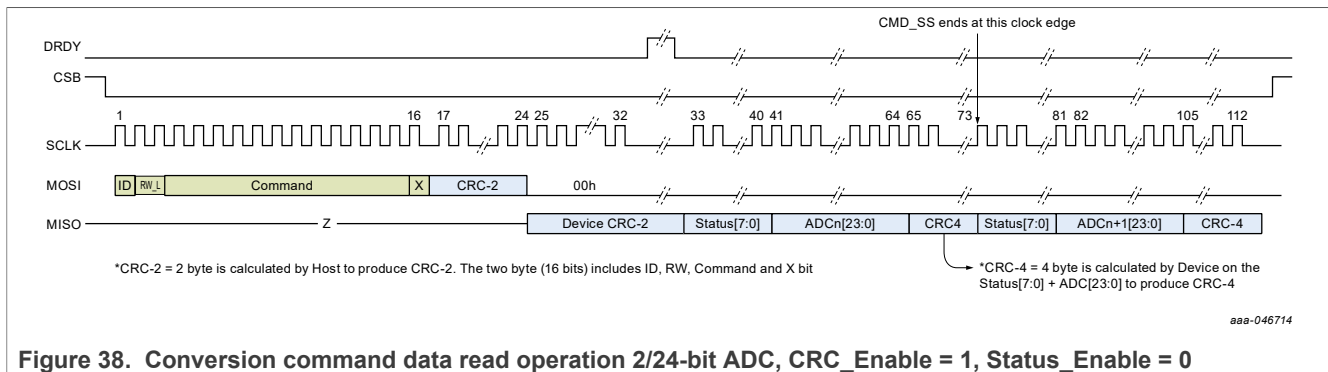 CMD_SS ends at this clock edge
DRDY
CSB
1 16 17 24 25 32 33 40 41 64 65 73 81 82 105 112
SCLK
MOSI ID RW_L Command X CRC-2 00h
MISO Z Device CRC-2 Status[7:0] ADCn[23:0] CRC4 Status[7:0] ADCn+1[23:0] CRC-4
*CRC-2 = 2 byte is calculated by Host to produce CRC-2. The two byte (16 bits) includes ID, RW, Command and X bit
*CRC-4 = 4 byte is calculated by Device on the
Status[7:0] + ADC[23:0] to produce CRC-4
aaa-046714
Figure 38. Conversion command data read operation 2/24-bit ADC, CRC_Enable = 1, Status_Enable = 0